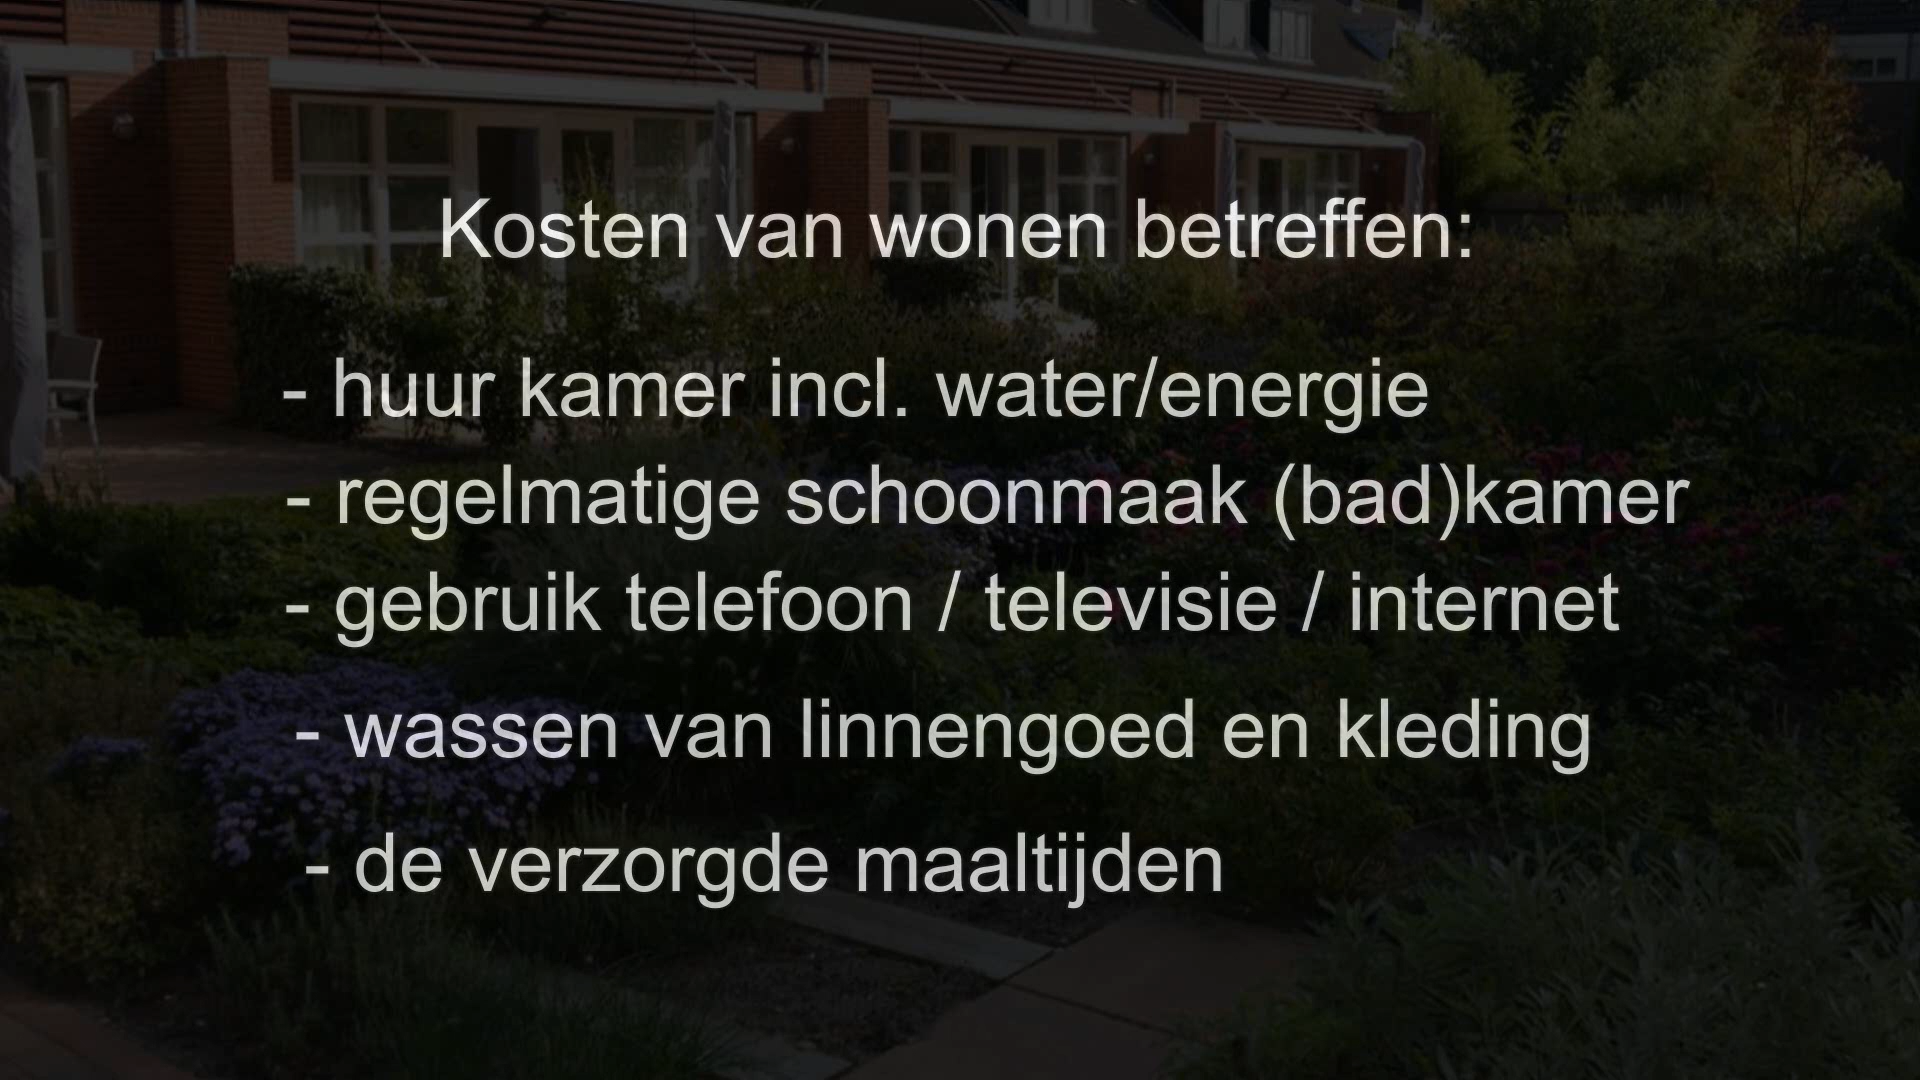 Kosten van wonen betreffen:
- huur kamer incl. water/energie
- regelmatige schoonmaak (bad)kamer
- gebruik telefoon / televisie / internet
- wassen van linnengoed en kleding
- de verzorgde maaltijden